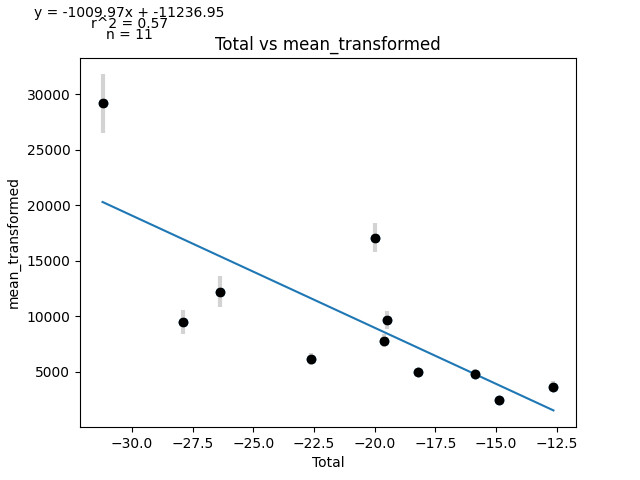 y = -1009.97x + -11236.95
r^2 = 0.57
n = 11
Total vs mean_transformed
mean_transformed
30000
25000
20000
15000
10000
5000
−30.0 −27.5 −25.0 −22.5 −20.0 −17.5 −15.0 −12.5
Total